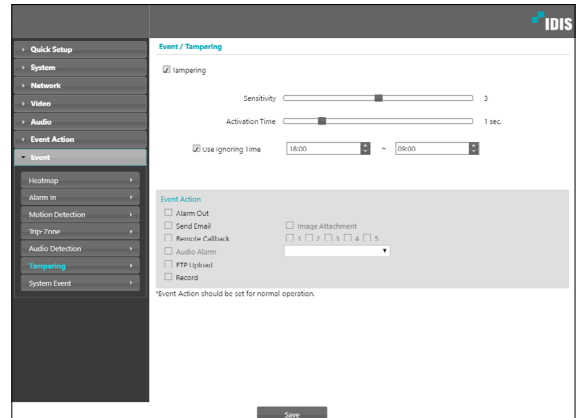 IDIS
Quick Setup
System
Network
Video
Audio
Event Action
Event
Heatmap
Alarm In
Motion Detection
Trip-Zone
Audio Detection
Tampering
System Event
Event / Tampering
Tampering
Sensitivity 3
Activation Time 1 sec.
Use Ignoring Time 18:00 ~ 09:00
Event Action
Alarm Out
Send Email Image Attachment
Remote Callback 1 2 3 4 5
Audio Alarm
FTP Upload
Record
*Event Action should be set for normal operation.
Save